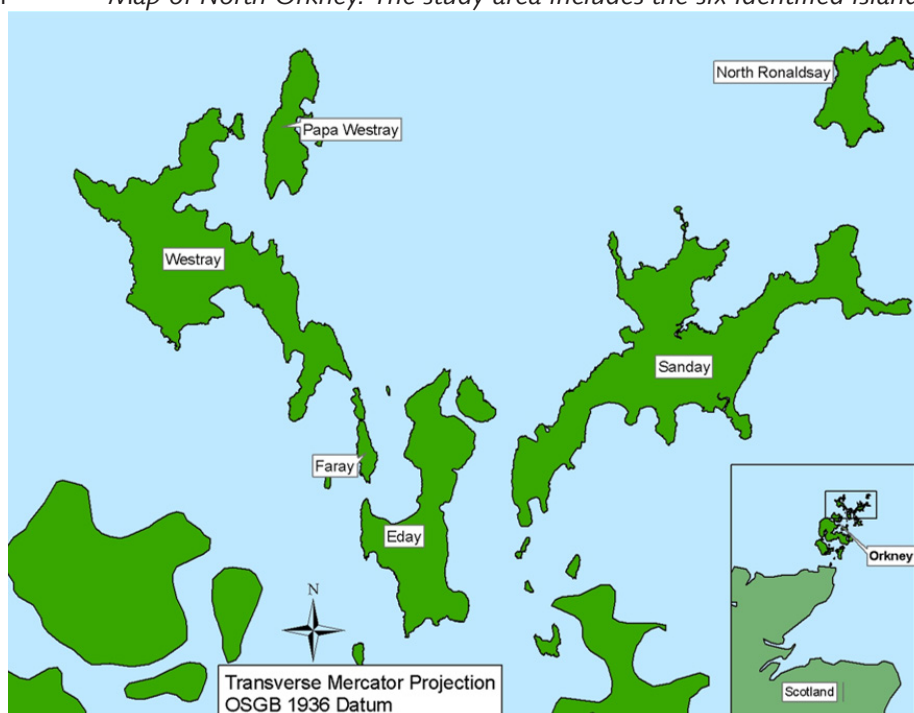 Map of North Orkney. The study area includes the six identified island
North Ronaldsay
Papa Westray
Westray
Sanday
Faray
Eday
N
Orkney
Scotland
Transverse Mercator Projection
OSGB 1936 Datum